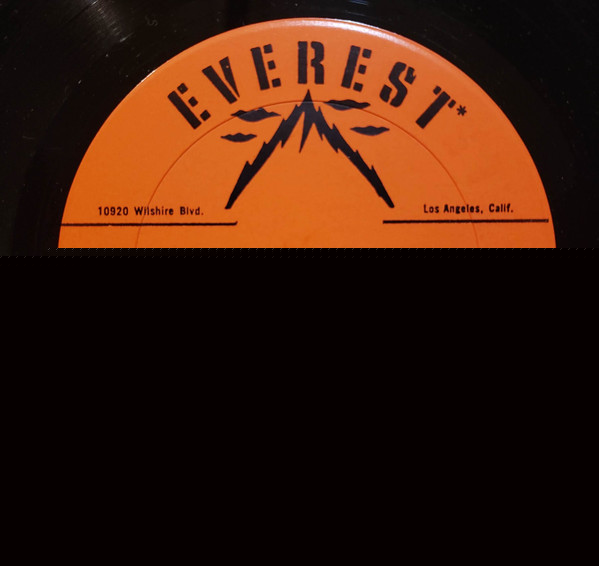 EVEREST*
10920 Wilshire Blvd.
Los Angeles, Calif.